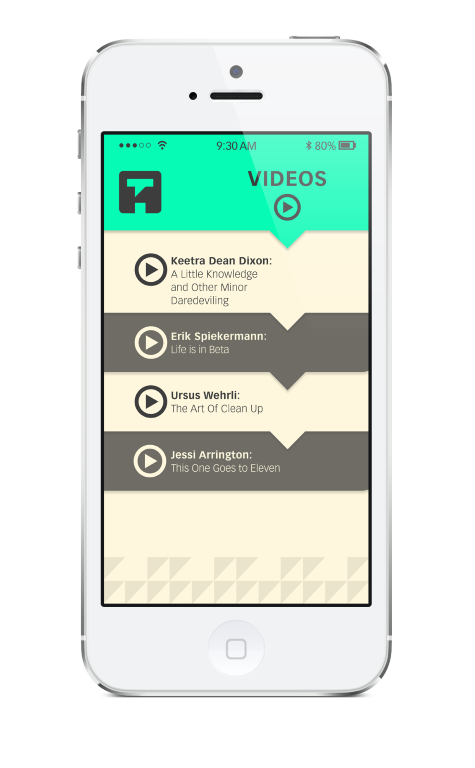 9:30 AM 80%
VIDEOS
Keetra Dean Dixon:
A Little Knowledge
and Other Minor
Daredeviling
Erik Spiekermann:
Life is in Beta
Ursus Wehrli:
The Art Of Clean Up
Jessi Arrington:
This One Goes to Eleven